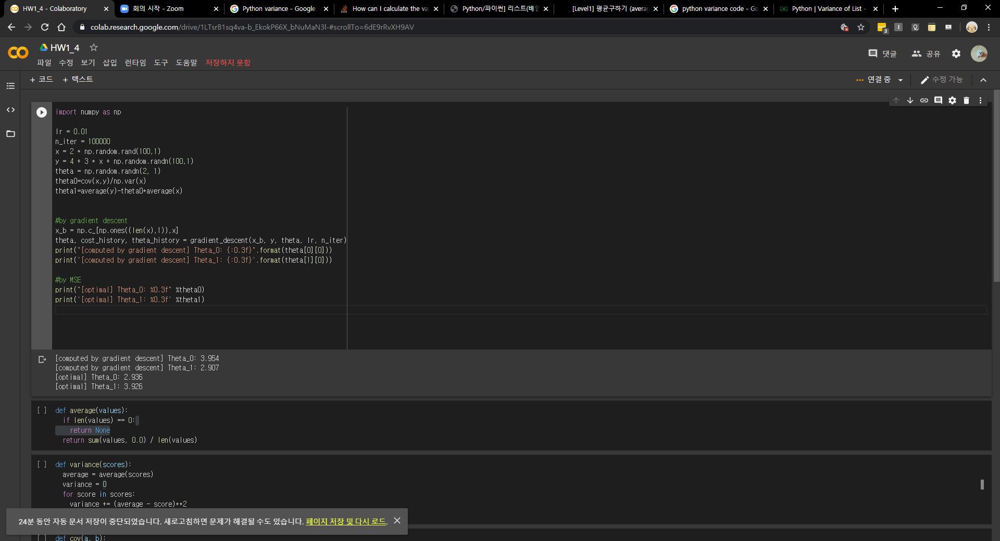 HW1_4 - Colaboratory
회의 시작 - Zoom
Python variance - Google
How can I calculate the va
Python/파이썬] 리스트(배열
[Level1] 평균구하기 (avera
python variance code - Go
Python | Variance of List -
colab.research.google.com/drive/1LTsrB1sq4va-b_EkokP66X_bNuMaN3l-#scrollTo=6dE9rRvXH9AV
3
HW1_4
파일 수정 보기 삽입 런타임 도구 도움말 저장하지 못함
댓글 공유
+ 코드 + 텍스트
연결 중 수정 가능
import numpy as np
lr = 0.01
n_iter = 100000
x = 2 * np.random.rand(100,1)
y = 4 + 3 * x + np.random.randn(100,1)
theta = np.random.randn(2, 1)
theta0=cov(x,y)/np.var(x)
theta1=average(y)-theta0*average(x)
#by gradient descent
x_b = np.c_[np.ones((len(x),1)),x]
theta, cost_history, theta_history = gradient_descent(x_b, y, theta, lr, n_iter)
print("[computed by gradient descent] Theta_0: {:0.3f}".format(theta[0][0]))
print('[computed by gradient descent] Theta_1: {:0.3f}'.format(theta[1][0]))
#by MSE
print("[optimal] Theta_0: %0.3f" %theta0)
print('[optimal] Theta_1: %0.3f' %theta1)
[computed by gradient descent] Theta_0: 3.954
[computed by gradient descent] Theta_1: 2.907
[optimal] Theta_0: 2.936
[optimal] Theta_1: 3.926
[ ] def average(values):
if len(values) == 0:
return None
return sum(values, 0.0) / len(values)
[ ] def variance(scores):
average = average(scores)
variance = 0
for score in scores:
variance += (average - score)**2
24분 동안 자동 문서 저장이 중단되었습니다. 새로고침하면 문제가 해결될 수도 있습니다. 페이지 저장 및 다시 로드.
[ ] def cov(a, b):